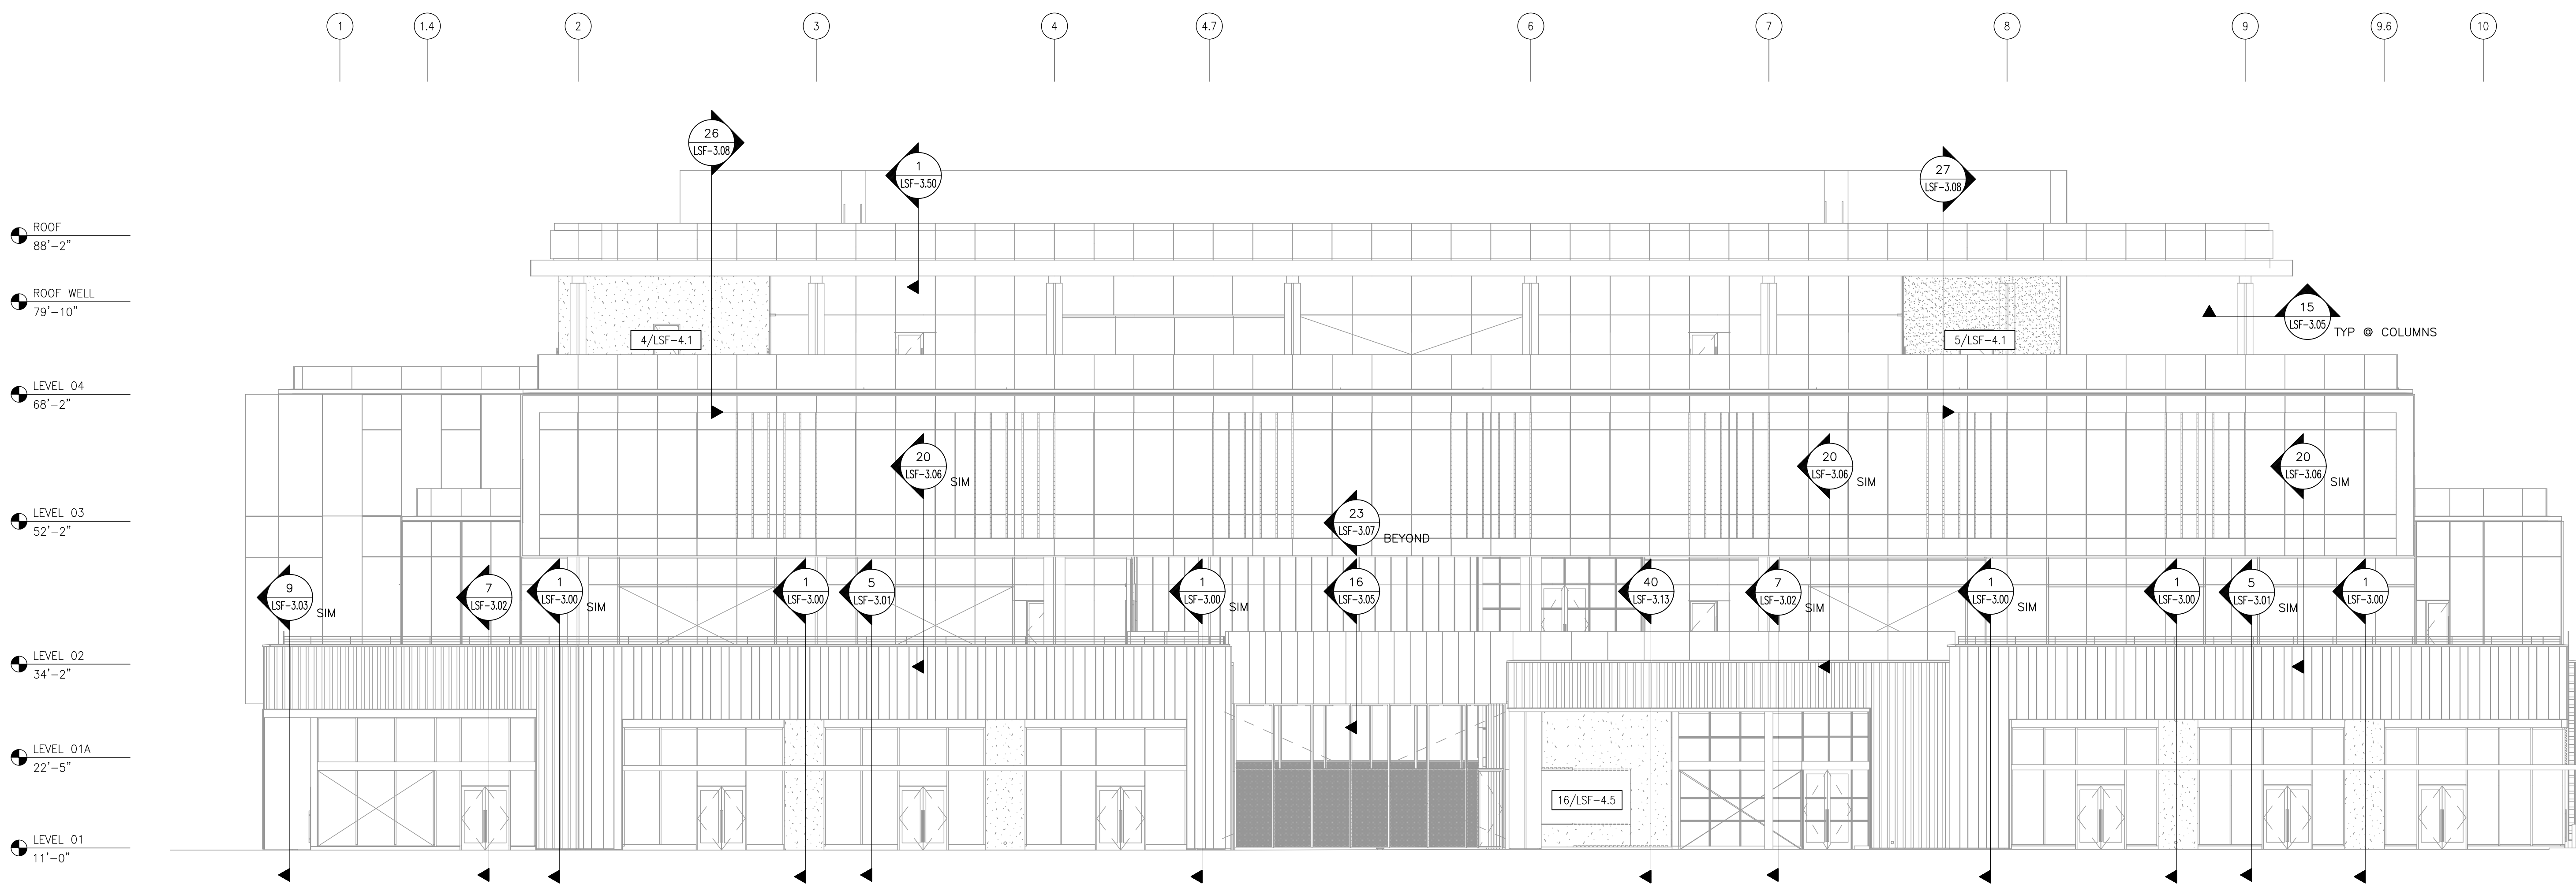 1
1.4
2
3
4
4.7
6
7
8
9
9.6
10
26
LSF-3.08
1
LSF-3.50
27
LSF-3.08
ROOF
88'-2"
ROOF WELL
79'-10"
15
LSF-3.05
TYP @ COLUMNS
4/LSF-4.1
5/LSF-4.1
LEVEL 04
68'-2"
20
LSF-3.06
SIM
20
LSF-3.06
SIM
20
LSF-3.06
SIM
LEVEL 03
52'-2"
23
LSF-3.07
BEYOND
9
LSF-3.03
SIM
7
LSF-3.02
1
LSF-3.00
SIM
1
LSF-3.00
5
LSF-3.01
1
LSF-3.00
SIM
16
LSF-3.05
40
LSF-3.13
7
LSF-3.02
SIM
1
LSF-3.00
SIM
1
LSF-3.00
5
LSF-3.01
SIM
1
LSF-3.00
LEVEL 02
34'-2"
LEVEL 01A
22'-5"
16/LSF-4.5
LEVEL 01
11'-0"